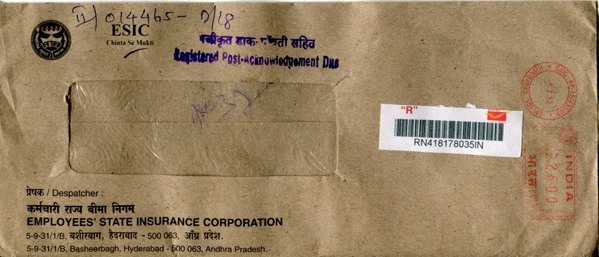 II/014465- D/18
ESIC
Chinta Se Mukti
पंजीकृत डाक-पावती सहित
Registered Post-Acknowledgement Due
"R"
RN418178035IN
INDIA
भारत
प्रेषक / Despatcher :
कर्मचारी राज्य बीमा निगम
EMPLOYEES' STATE INSURANCE CORPORATION
5-9-31/1/B, बशीरबाग, हैदराबाद - 500 063, आँध्र प्रदेश.
5-9-31/1/B, Basheerbagh, Hyderabad - 500 063, Andhra Pradesh.